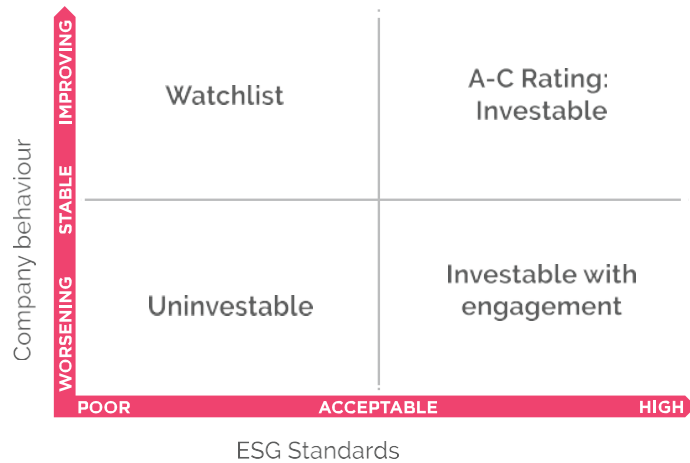 Company behaviour
IMPROVING
STABLE
WORSENING
Watchlist
A-C Rating:
Investable
Uninvestable
Investable with
engagement
POOR
ACCEPTABLE
HIGH
ESG Standards